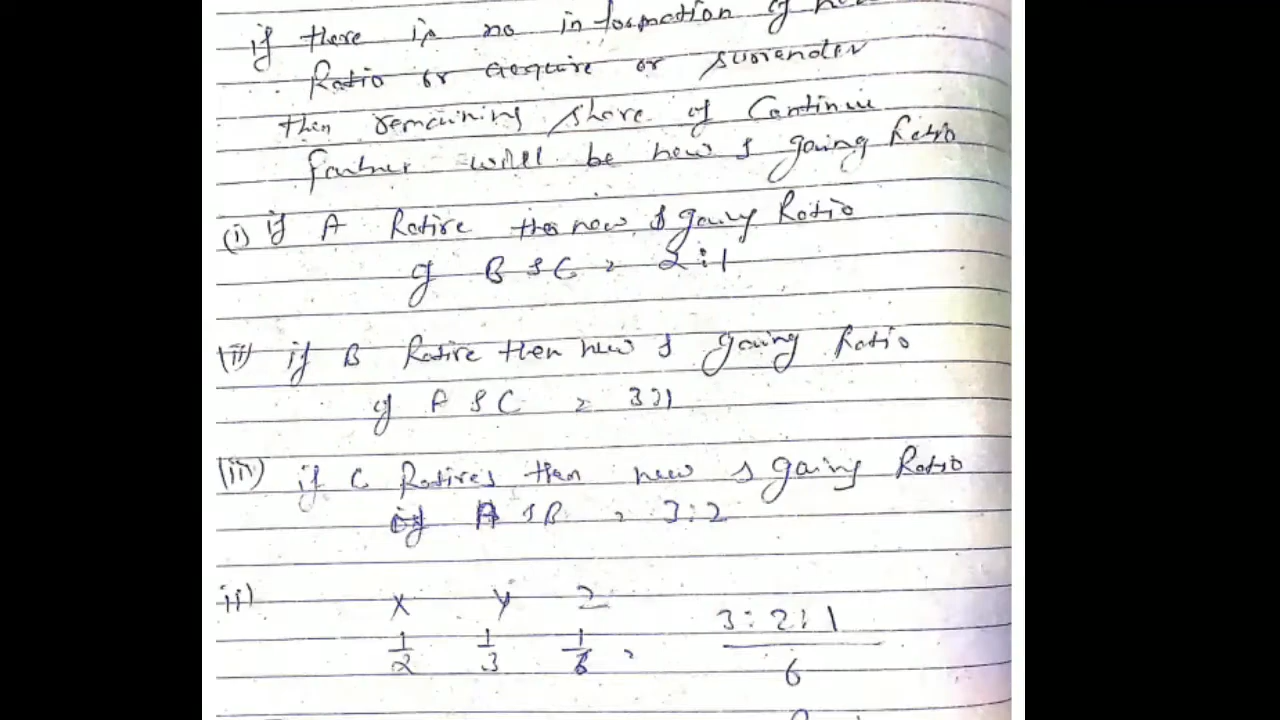 if there is no information of new
Ratio or acquire or surrender
then remaining share of Continue
Partner will be new & gaing Ratio
(i) if A Retire then new & gaing Ratio
of B & C = 2:1
(ii) if B Retire then new & gaing Ratio
of A & C = 3:1
(iii) if C Retires then new & gaing Ratio
of A & B = 3:2
ii) X Y Z
1/2 1/3 1/6 = 3:2:1/6